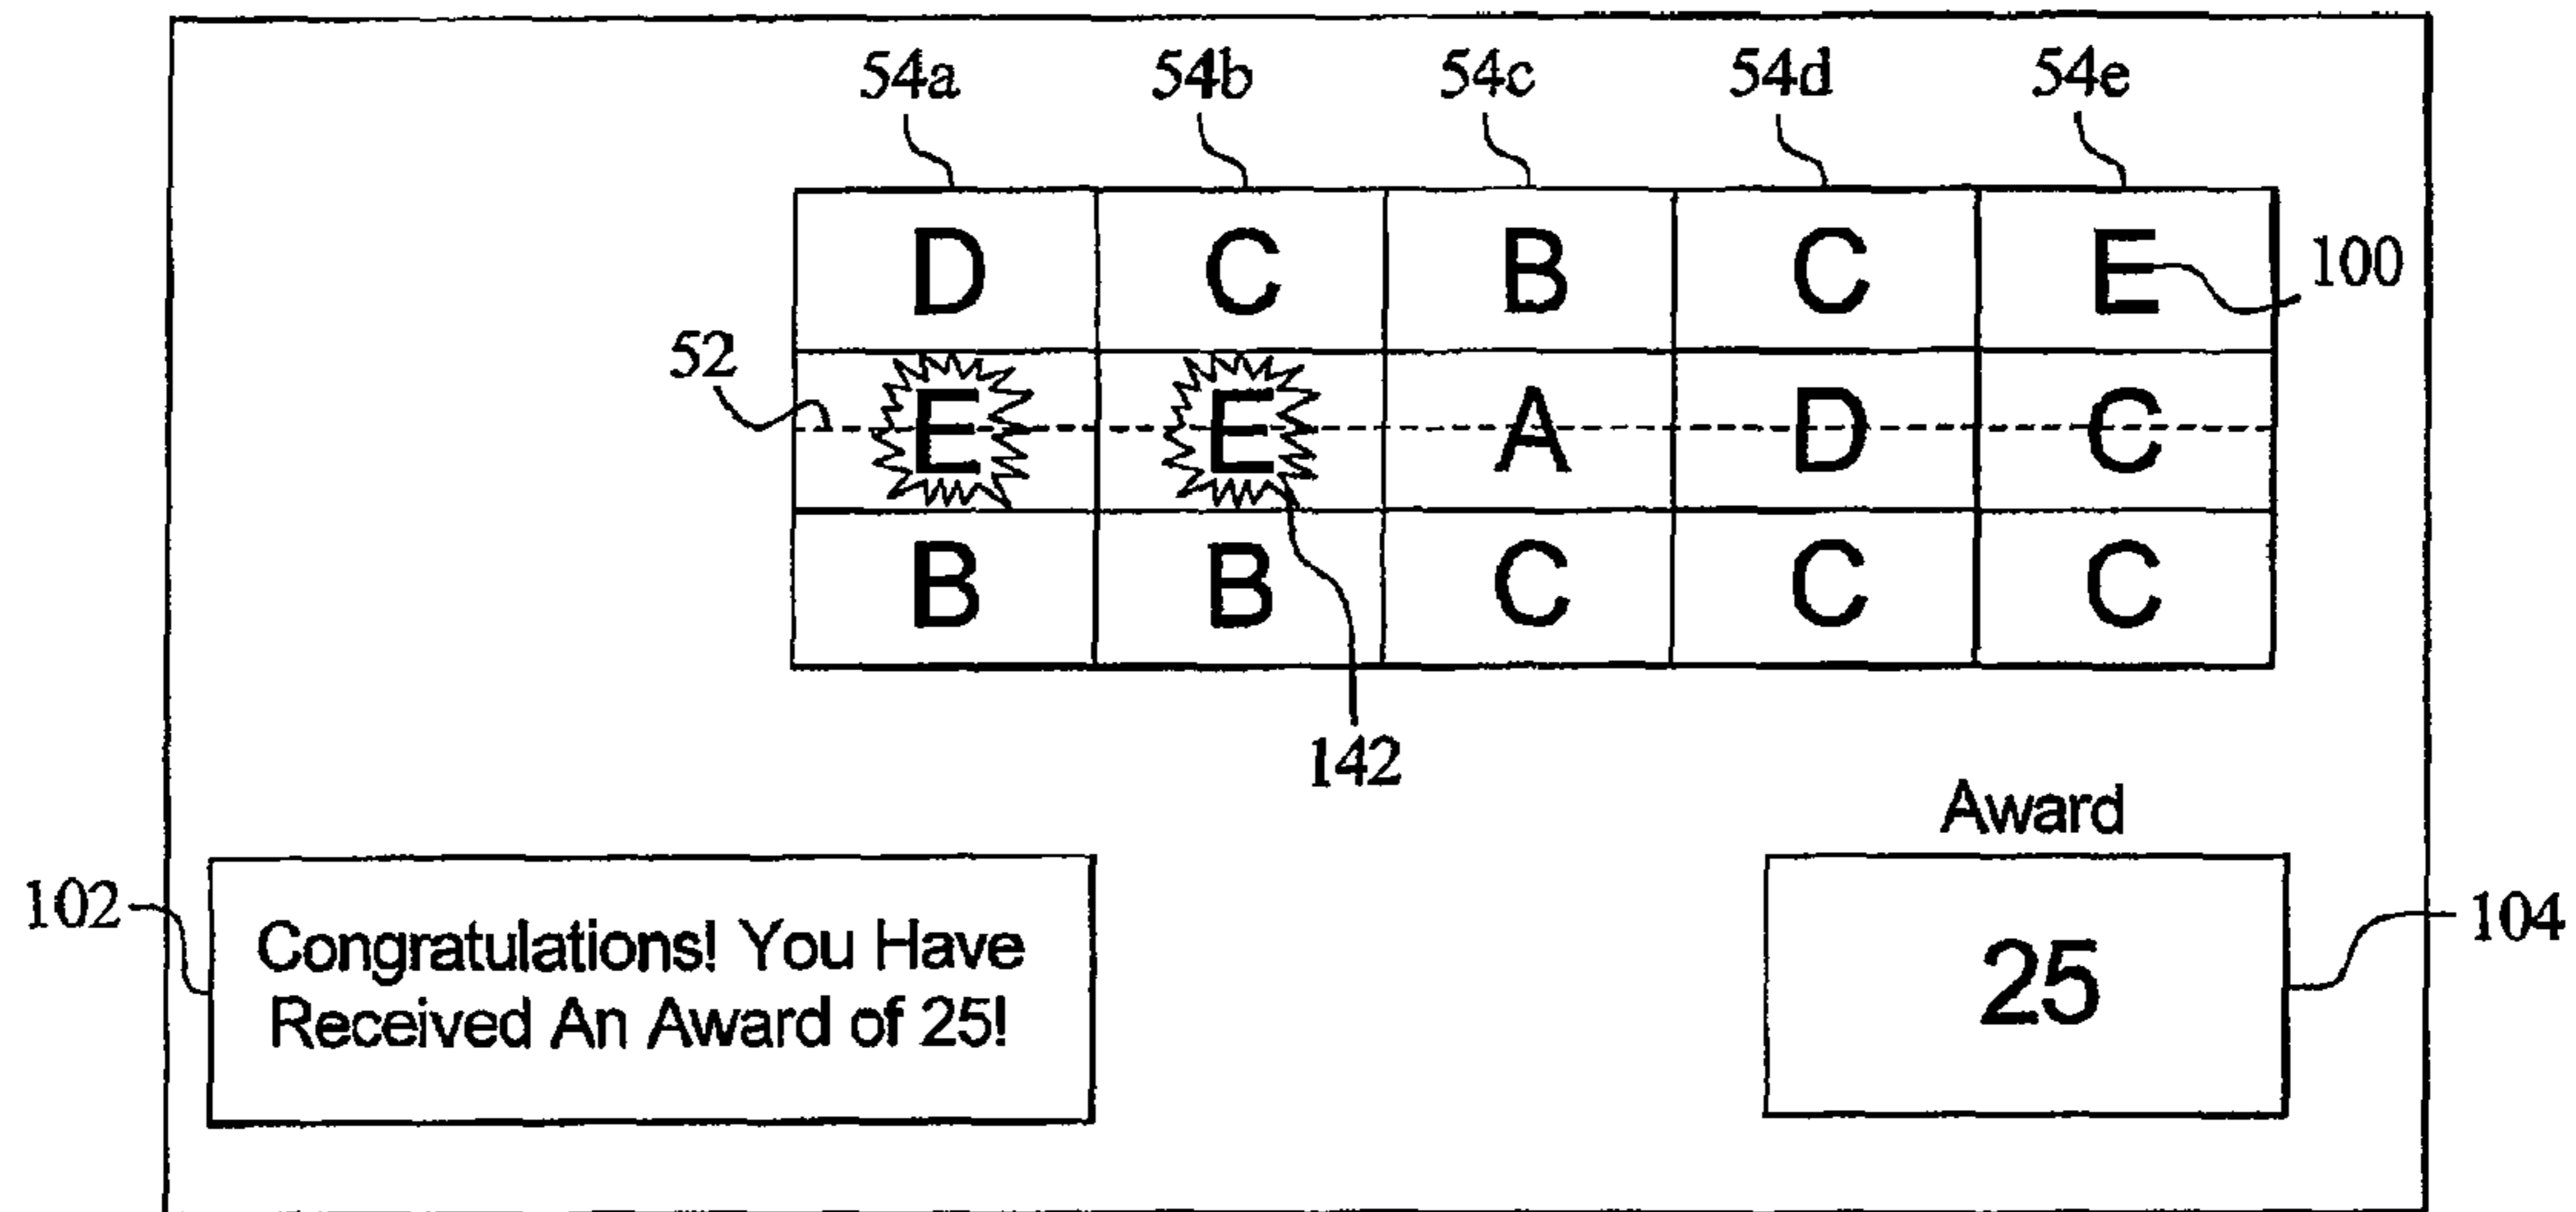 54a 54b 54c 54d 54e
D C B C E 100
52
E E A D C
B B C C C
142
Award
102
Congratulations! You Have
Received An Award of 25!
25
104